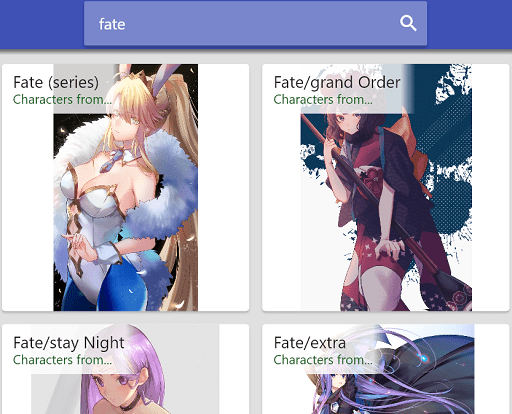 fate
Fate (series)
Characters from...
Fate/grand Order
Characters from...
Fate/stay Night
Characters from...
Fate/extra
Characters from...